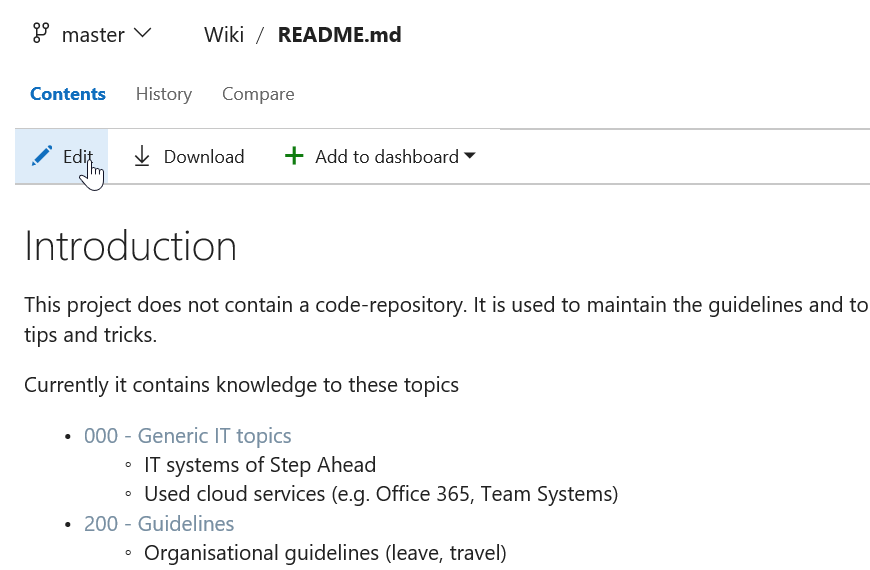 master Wiki / README.md
Contents History Compare
Edit Download Add to dashboard
Introduction
This project does not contain a code-repository. It is used to maintain the guidelines and to
tips and tricks.
Currently it contains knowledge to these topics
• 000 - Generic IT topics
◦ IT systems of Step Ahead
◦ Used cloud services (e.g. Office 365, Team Systems)
• 200 - Guidelines
◦ Organisational guidelines (leave, travel)